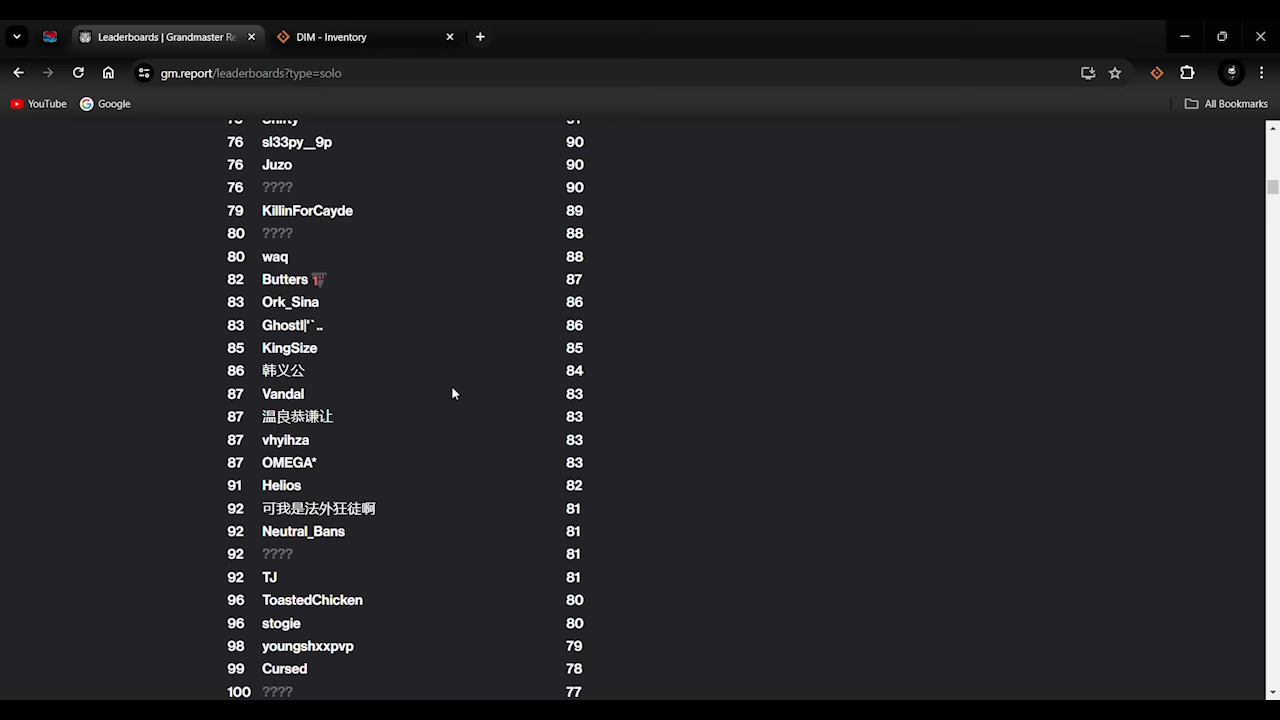 Leaderboards | Grandmaster Re
DIM - Inventory
gm.report/leaderboards?type=solo
YouTube
Google
All Bookmarks
76 sl33py__9p 90
76 Juzo 90
76 ???? 90
79 KillinForCayde 89
80 ???? 88
80 waq 88
82 Butters 87
83 Ork_Sina 86
83 Ghostl|'`.. 86
85 KingSize 85
86 韩义公 84
87 Vandal 83
87 温良恭谦让 83
87 vhyihza 83
87 OMEGA* 83
91 Helios 82
92 可我是法外狂徒啊 81
92 Neutral_Bans 81
92 ???? 81
92 TJ 81
96 ToastedChicken 80
96 stogie 80
98 youngshxxpvp 79
99 Cursed 78
100 ???? 77